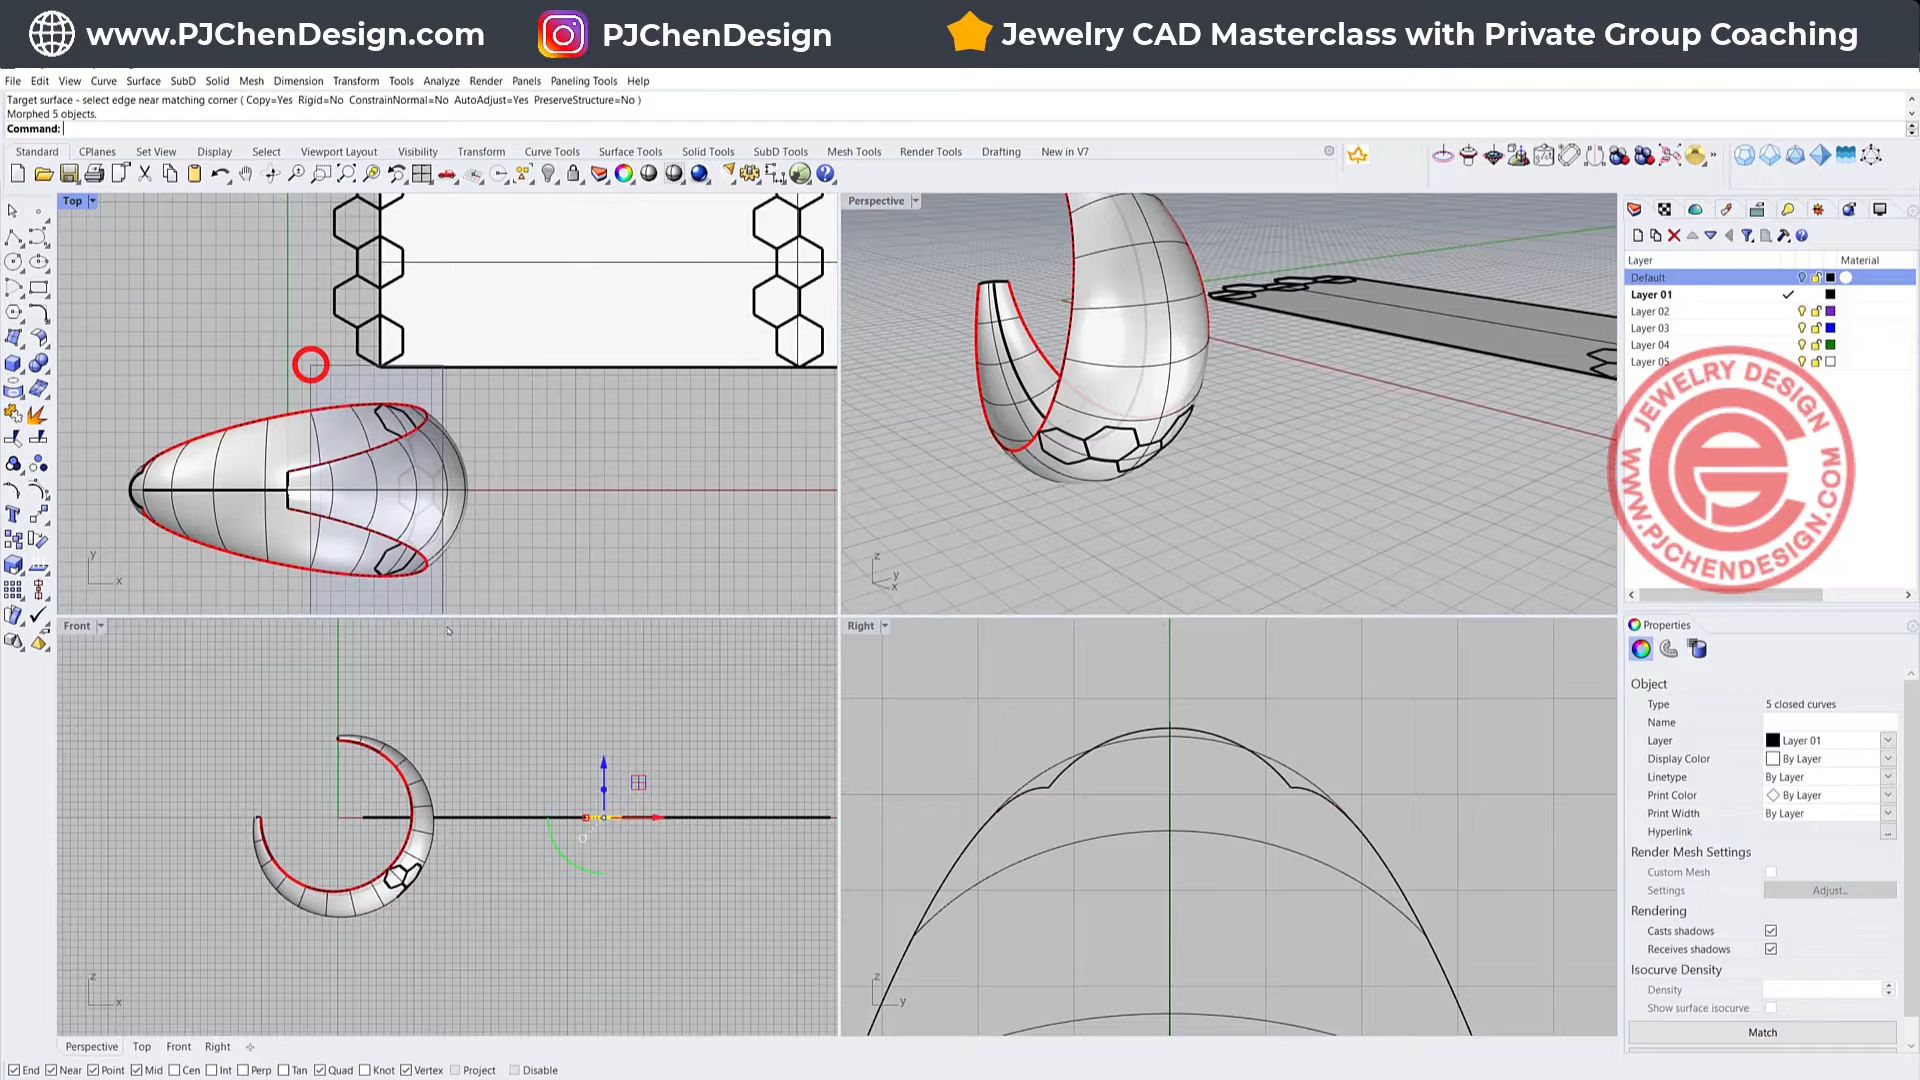 www.PJChenDesign.com PJChenDesign Jewelry CAD Masterclass with Private Group Coaching
File Edit View Curve Surface SubD Solid Mesh Dimension Transform Tools Analyze Render Panels Paneling Tools Help
Target surface - select edge near matching corner ( Copy=Yes Rigid=No ConstrainNormal=No AutoAdjust=Yes PreserveStructure=No )
Morphed 5 objects.
Command:
Standard CPlanes Set View Display Select Viewport Layout Visibility Transform Curve Tools Surface Tools Solid Tools SubD Tools Mesh Tools Render Tools Drafting New in V7
Top
Perspective
Layer Material
Default
Layer 01
Layer 02
Layer 03
Layer 04
Layer 05
JEWELRY DESIGN
WWW.PJCHENDESIGN.COM
y
x
z
y
x
Front
Right
z
x
z
y
Properties
Object
Type 5 closed curves
Name
Layer Layer 01
Display Color By Layer
Linetype By Layer
Print Color By Layer
Print Width By Layer
Hyperlink ...
Render Mesh Settings
Custom Mesh
Settings Adjust...
Rendering
Casts shadows
Receives shadows
Isocurve Density
Density
Show surface isocurve
Match
Perspective Top Front Right
End Near Point Mid Cen Int Perp Tan Quad Knot Vertex Project Disable